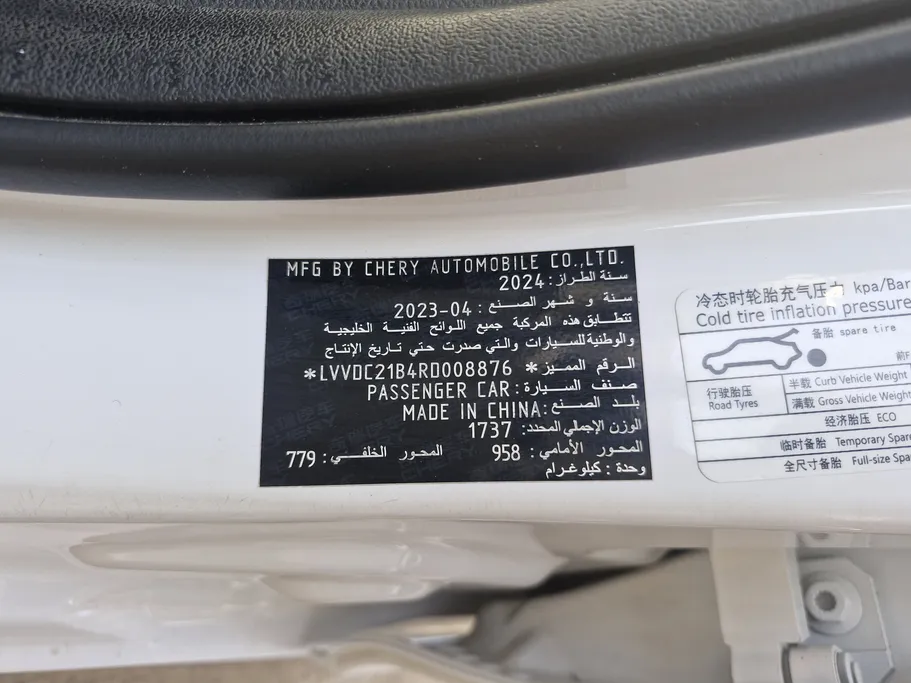 MFG BY CHERY AUTOMOBILE CO.,LTD.
سنة الطراز: 2024
سنة و شهر الصنع: 2023-04
تتطابق هذه المركبة جميع اللوائح الفنية الخليجية
والوطنية للسيارات والتي صدرت حتي تاريخ الإنتاج
الرقم المميز: *LVVDC21B4RD008876*
صنف السيارة: PASSENGER CAR
بلد الصنع: MADE IN CHINA
الوزن الإجمالي المحدد: 1737
المحور الأمامي: 958 المحور الخلفي: 779
وحدة: كيلوغرام
冷态时轮胎充气压力 kpa/Bar
Cold tire inflation pressure
备胎 spare tire
前F
行驶胎压
Road Tyres
半载 Curb Vehicle Weight
满载 Gross Vehicle Weight
经济胎压 ECO
临时备胎 Temporary Spare
全尺寸备胎 Full-size Spa